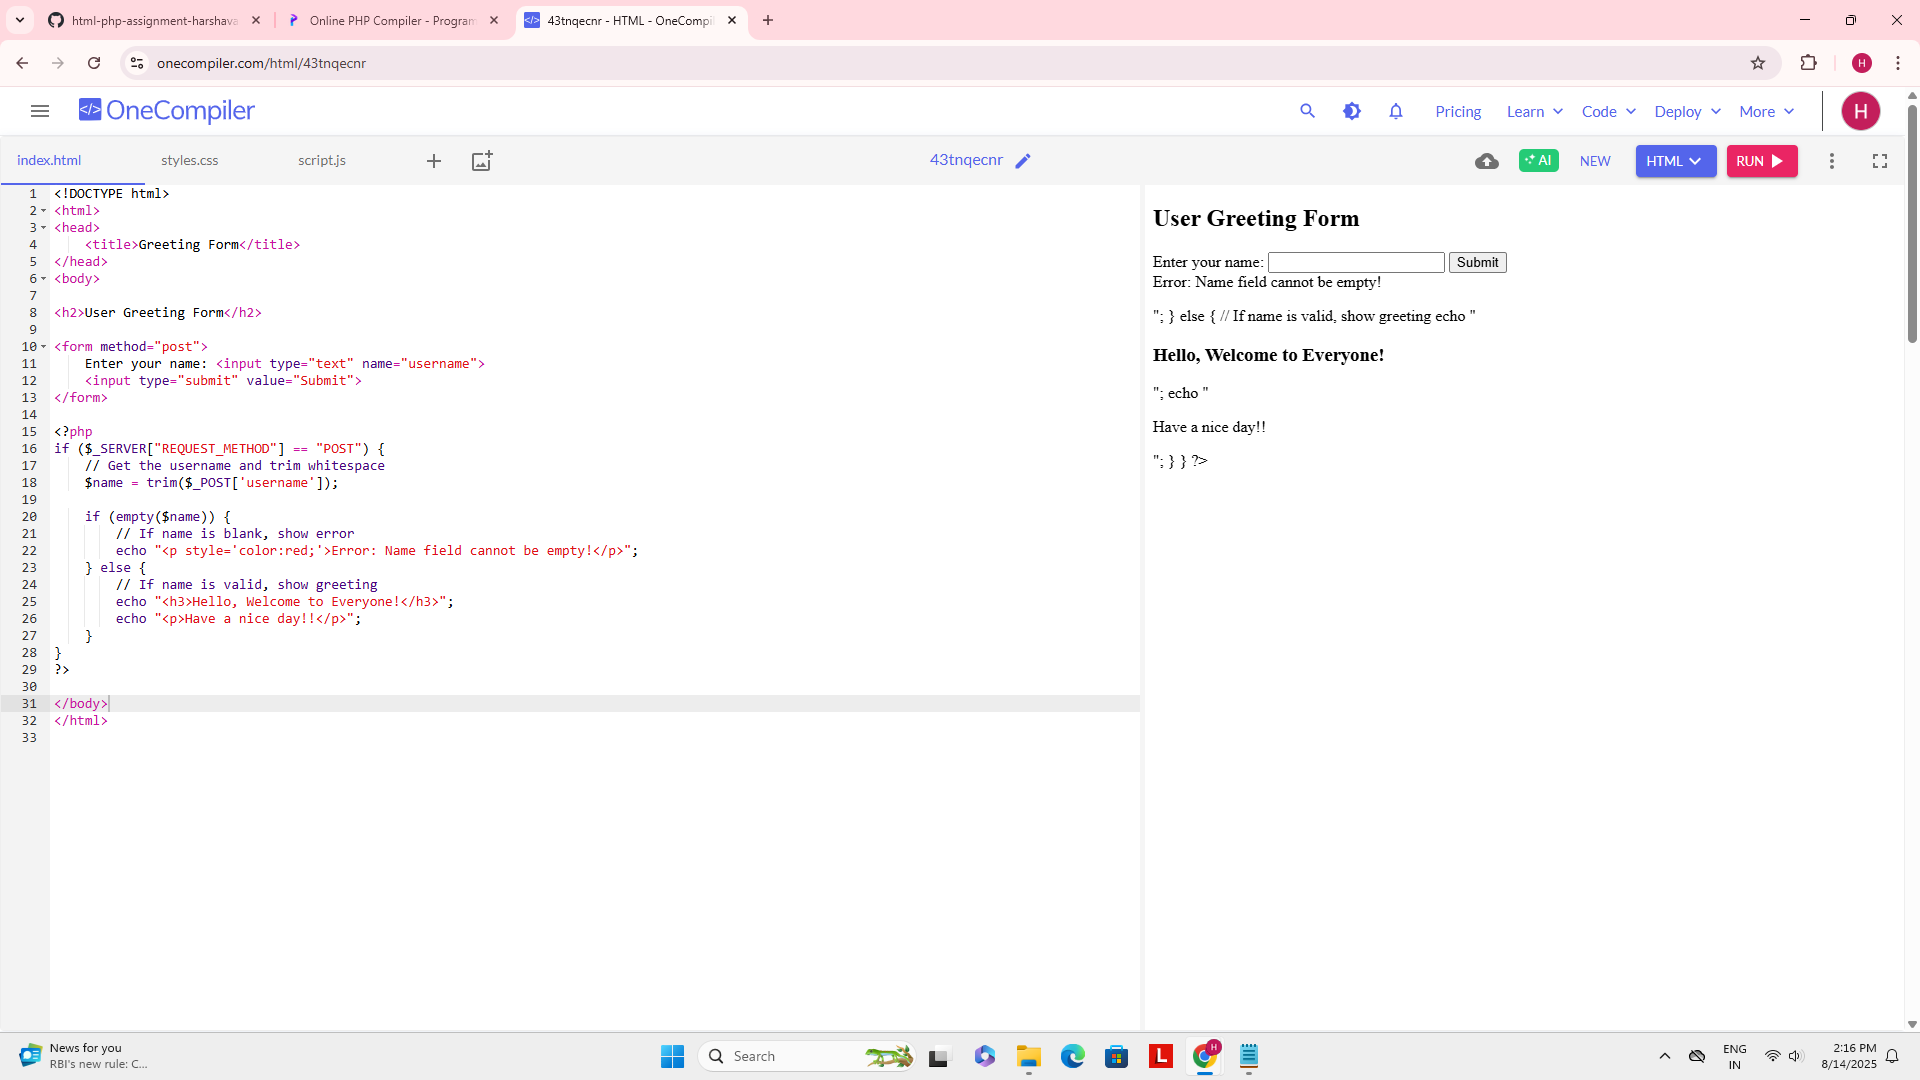 html-php-assignment-harshava
Online PHP Compiler - Program
43tnqecnr - HTML - OneCompil
onecompiler.com/html/43tnqecnr
H
OneCompiler
Pricing
Learn
Code
Deploy
More
H
index.html
styles.css
script.js
43tnqecnr
AI
NEW
HTML
RUN
1 <!DOCTYPE html>
2 <html>
3 <head>
4 <title>Greeting Form</title>
5 </head>
6 <body>
7
8 <h2>User Greeting Form</h2>
9
10 <form method="post">
11 Enter your name: <input type="text" name="username">
12 <input type="submit" value="Submit">
13 </form>
14
15 <?php
16 if ($_SERVER["REQUEST_METHOD"] == "POST") {
17 // Get the username and trim whitespace
18 $name = trim($_POST['username']);
19
20 if (empty($name)) {
21 // If name is blank, show error
22 echo "<p style='color:red;'>Error: Name field cannot be empty!</p>";
23 } else {
24 // If name is valid, show greeting
25 echo "<h3>Hello, Welcome to Everyone!</h3>";
26 echo "<p>Have a nice day!!</p>";
27 }
28 }
29 ?>
30
31 </body>
32 </html>
33
User Greeting Form
Enter your name: Submit
Error: Name field cannot be empty!
"; } else { // If name is valid, show greeting echo "
Hello, Welcome to Everyone!
"; echo "
Have a nice day!!
"; } } ?>
News for you
RBI's new rule: C...
Search
L
H
ENG
IN
2:16 PM
8/14/2025